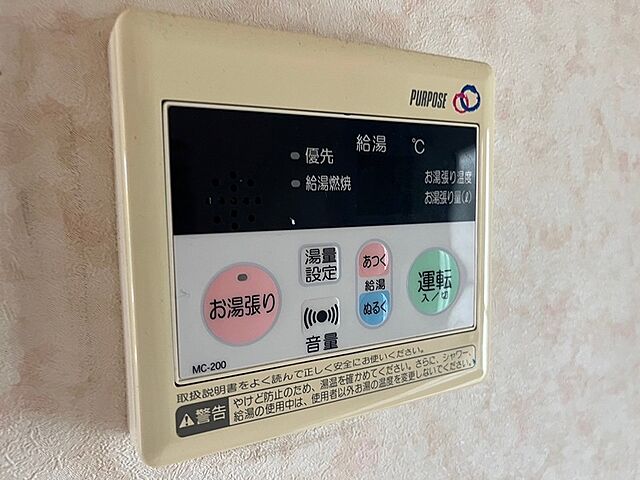 PURPOSE
給湯 ℃
優先
給湯燃焼
お湯張り温度
お湯張り量(ℓ)
お湯張り
湯量
設定
音量
あつく
給湯
ぬるく
運転
入／切
MC-200
取扱説明書をよく読んで正しく安全にお使いください。
警告
やけど防止のため、湯温を確かめてください。さらに、シャワー、
給湯の使用中は、使用者以外お湯の温度を変更しないでください。